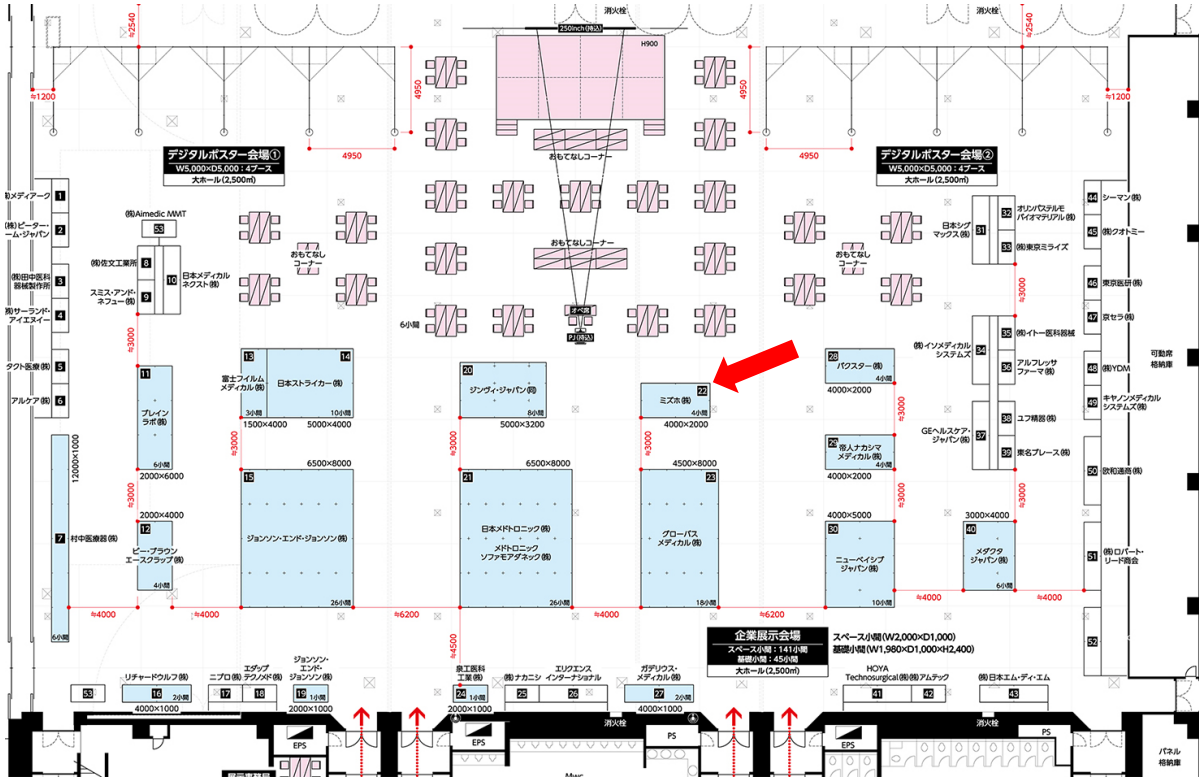 消火栓
消火栓
≒2540
≒2540
250inch(持込)
H900
4950
4950
≒1200
≒1200
4950
4950
おもてなしコーナー
デジタルポスター会場①
W5,000×D5,000:4ブース
大ホール(2,500㎡)
デジタルポスター会場②
W5,000×D5,000:4ブース
大ホール(2,500㎡)
メディアーク
1
(株)ピーター・
ーム・ジャパン
2
(株)田中医科
器械製作所
3
(株)サーランド・
アイエヌイー
4
タクト医療(株)
5
アルケア(株)
6
12000×1000
7
村中医療器(株)
6小間
(株)Aimedic MMT
53
(株)佐文工業所
8
スミス・アンド・
ネフュー(株)
9
10
日本メディカル
ネクスト(株)
≒3000
11
ブレイン
ラボ(株)
6小間
2000×6000
≒3000
2000×4000
12
ビー・ブラウン
エースクラップ(株)
4小間
おもてなし
コーナー
おもてなしコーナー
おもてなし
コーナー
6小間
オペ席
PJ(持込)
13
富士フイルム
メディカル(株)
3小間
1500×4000
14
日本ストライカー(株)
10小間
5000×4000
≒3000
6500×8000
15
ジョンソン・エンド・ジョンソン(株)
26小間
20
ジンヴィ・ジャパン(同)
8小間
5000×3200
≒3000
6500×8000
21
日本メドトロニック(株)
メドトロニック
ソファモアダネック(株)
26小間
22
ミズホ(株)
4小間
4000×2000
≒3000
4500×8000
23
グローバス
メディカル(株)
18小間
28
バクスター(株)
4小間
4000×2000
≒3000
29
帝人ナカシマ
メディカル(株)
4小間
4000×2000
≒3000
4000×5000
30
ニューベイシブ
ジャパン(株)
10小間
日本シグ
マックス(株)
31
32
オリンパステルモ
バイオマテリアル(株)
33
(株)東京ミライズ
≒3000
(株)イソメディカル
システムズ
34
35
(株)イトー医科器械
36
アルフレッサ
ファーマ(株)
GEヘルスケア・
ジャパン(株)
37
38
ユフ精器(株)
39
東名ブレース(株)
≒3000
3000×4000
40
メダクタ
ジャパン(株)
6小間
44
シーマン(株)
45
(株)クオトミー
46
東京医研(株)
47
京セラ(株)
48
(株)YDM
49
キヤノンメディカル
システムズ(株)
50
欧和通商(株)
51
(株)ロバート・
リード商会
52
可動席
格納庫
≒4000
≒4000
≒6200
≒4000
≒6200
≒4000
≒4000
≒4500
企業展示会場
スペース小間:141小間
基礎小間:45小間
大ホール(2,500㎡)
スペース小間(W2,000×D1,000)
基礎小間(W1,980×D1,000×H2,400)
53
リチャードウルフ(株)
16
2小間
4000×1000
ニプロ(株)
17
エダップ
テクノメド(株)
18
ジョンソン・
エンド・
ジョンソン(株)
19
1小間
2000×1000
泉工医科
工業(株)
24
1小間
2000×1000
(株)ナカニシ
25
エリクエンス
インターナショナル
26
ガデリウス・
メディカル(株)
27
2小間
4000×1000
HOYA
Technosurgical(株)
41
(株)アムテック
42
(株)日本エム・ディ・エム
43
消火栓
消火栓
EPS
EPS
PS
EPS
PS
パネル
格納庫